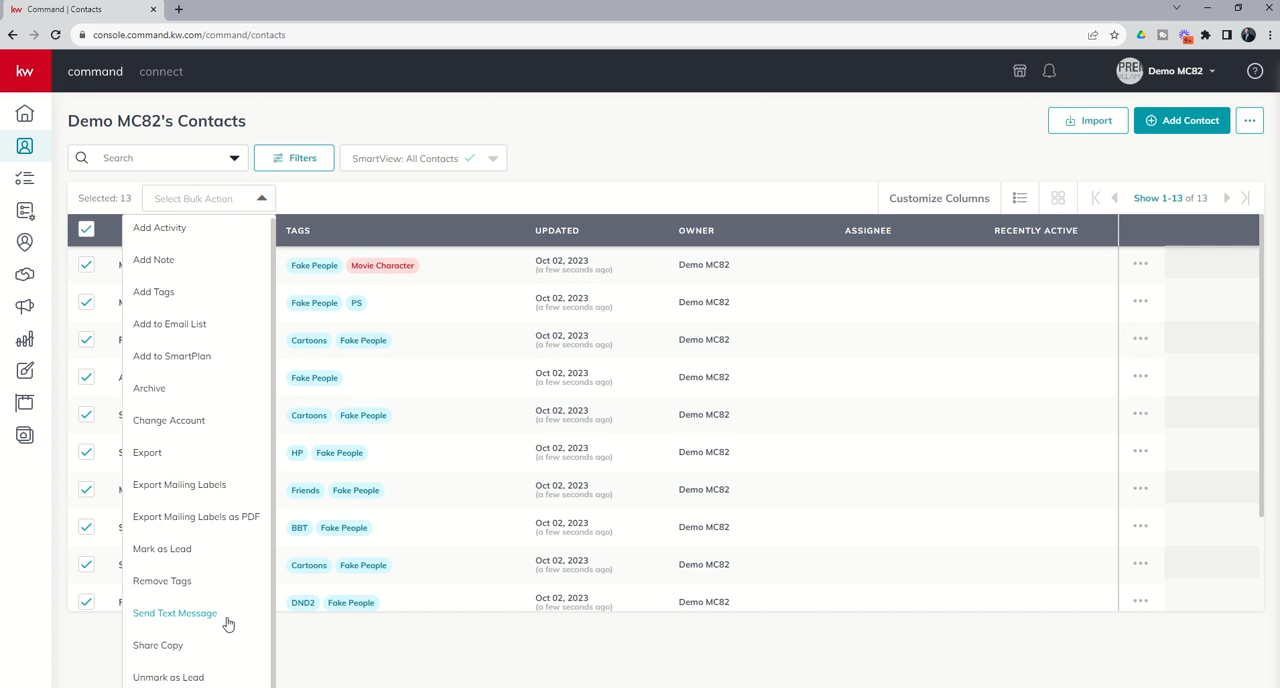 kw Command | Contacts
console.command.kw.com/command/contacts
9+
kw command connect
PREM Demo MC82
Demo MC82's Contacts
Import Add Contact
Search Filters SmartView: All Contacts
Selected: 13 Select Bulk Action Customize Columns Show 1-13 of 13
TAGS UPDATED OWNER ASSIGNEE RECENTLY ACTIVE
Add Activity
Add Note
Add Tags
Add to Email List
Add to SmartPlan
Archive
Change Account
Export
Export Mailing Labels
Export Mailing Labels as PDF
Mark as Lead
Remove Tags
Send Text Message
Share Copy
Unmark as Lead
Fake People Movie Character Oct 02, 2023 Demo MC82
(a few seconds ago)
Fake People PS Oct 02, 2023 Demo MC82
(a few seconds ago)
Cartoons Fake People Oct 02, 2023 Demo MC82
(a few seconds ago)
Fake People Oct 02, 2023 Demo MC82
(a few seconds ago)
Cartoons Fake People Oct 02, 2023 Demo MC82
(a few seconds ago)
HP Fake People Oct 02, 2023 Demo MC82
(a few seconds ago)
Friends Fake People Oct 02, 2023 Demo MC82
(a few seconds ago)
BBT Fake People Oct 02, 2023 Demo MC82
(a few seconds ago)
Cartoons Fake People Oct 02, 2023 Demo MC82
(a few seconds ago)
DND2 Fake People Oct 02, 2023 Demo MC82
(a few seconds ago)